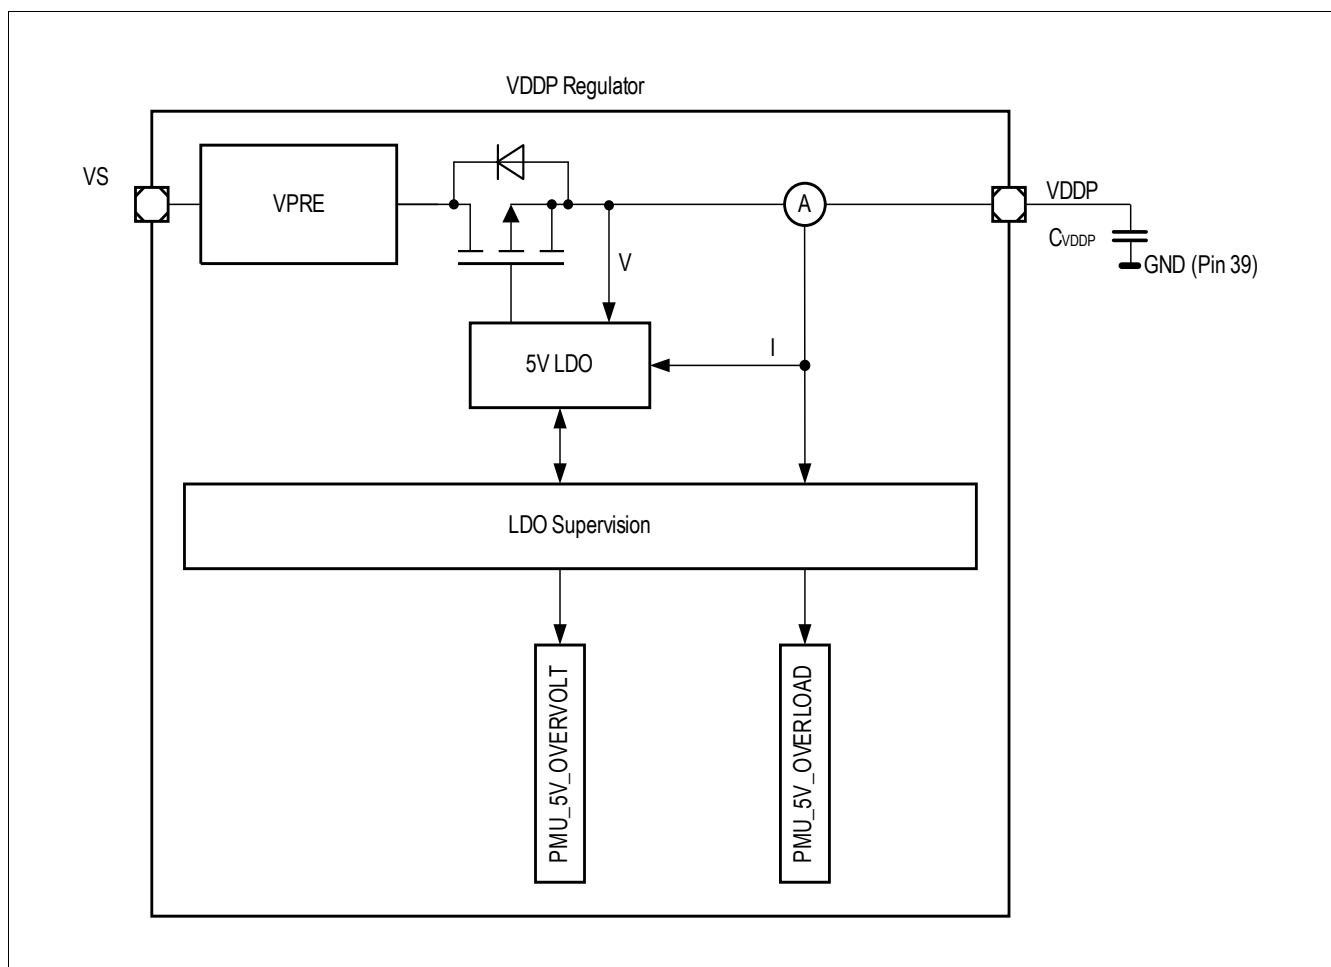 VDDP Regulator
VS
VPRE
A
VDDP
CVDDP
GND (Pin 39)
V
5V LDO
I
LDO Supervision
PMU_5V_OVERVOLT
PMU_5V_OVERLOAD